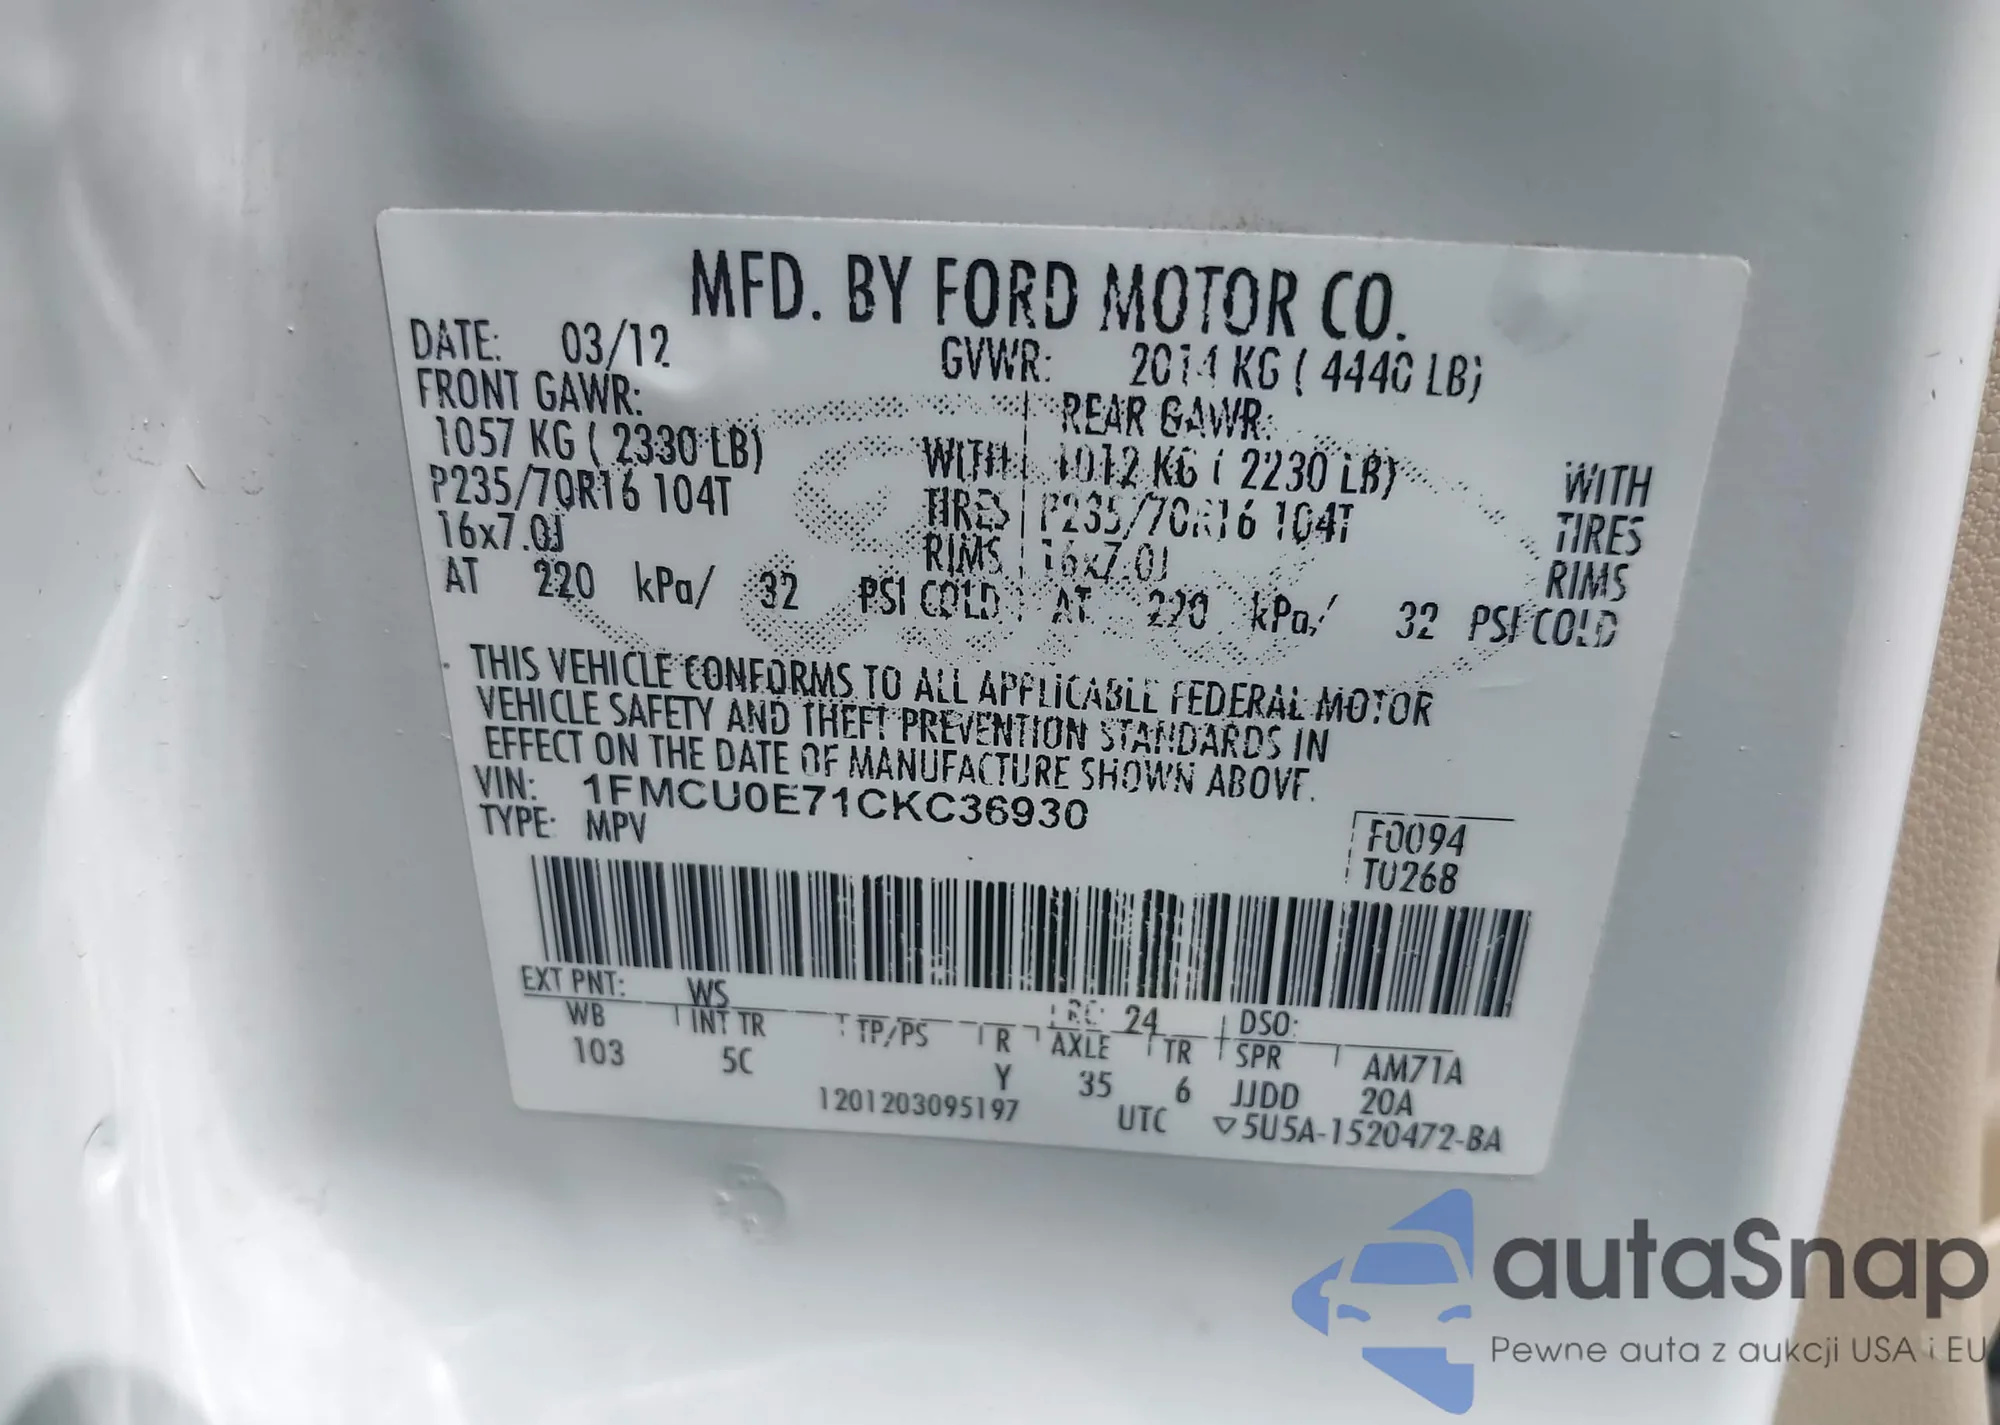 MFD. BY FORD MOTOR CO.
DATE: 03/12 GVWR: 2014 KG ( 4440 LB)
FRONT GAWR: REAR GAWR:
1057 KG ( 2330 LB) WITH 1012 KG ( 2230 LB) WITH
P235/70R16 104T TIRES P235/70R16 104T TIRES
16x7.0J RIMS 16x7.0J RIMS
AT 220 kPa/ 32 PSI COLD AT 220 kPa/ 32 PSI COLD
THIS VEHICLE CONFORMS TO ALL APPLICABLE FEDERAL MOTOR
VEHICLE SAFETY AND THEFT PREVENTION STANDARDS IN
EFFECT ON THE DATE OF MANUFACTURE SHOWN ABOVE.
VIN: 1FMCU0E71CKC36930
TYPE: MPV
F0094
TU268
EXT PNT: WS RC: 24 DSO:
WB INT TR TP/PS R AXLE TR SPR AM71A
103 5C Y 35 6 JJDD 20A
1201203095197 UTC ▽5U5A-1520472-BA
autaSnap
Pewne auta z aukcji USA i EU